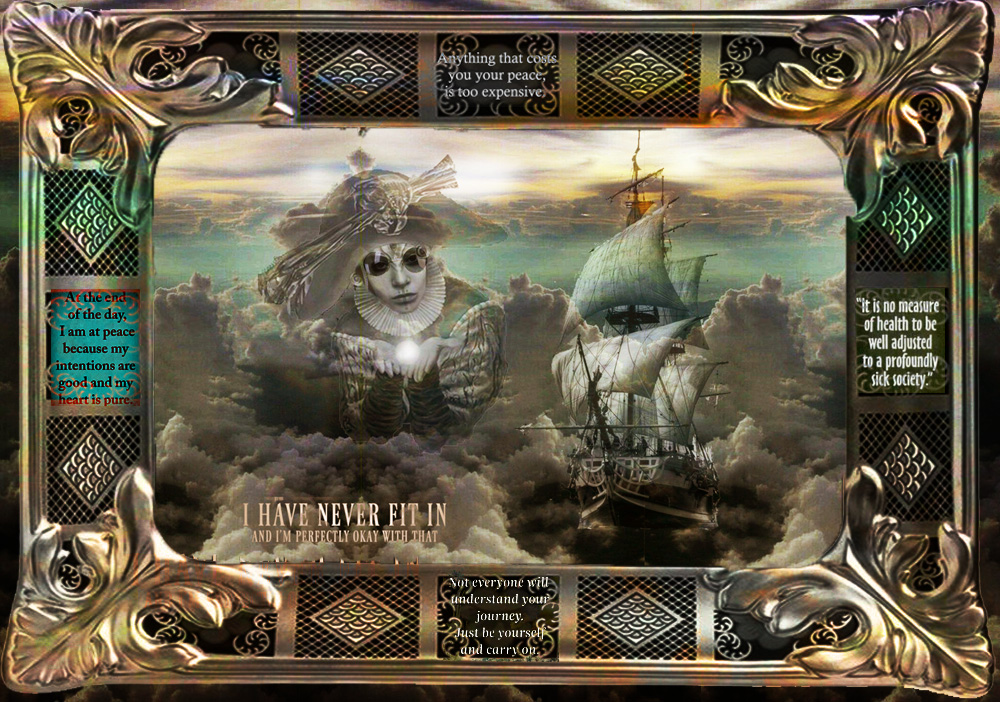 Anything that costs
you your peace,
is too expensive.
At the end
of the day,
I am at peace
because my
intentions are
good and my
heart is pure.
"it is no measure
of health to be
well adjusted
to a profoundly
sick society."
I HAVE NEVER FIT IN
AND I'M PERFECTLY OKAY WITH THAT
Not everyone will
understand your
journey.
Just be yourself
and carry on.